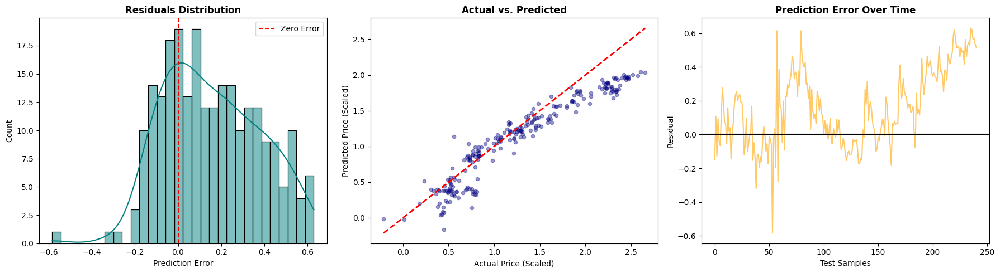 Residuals Distribution
Zero Error
Count
17.5
15.0
12.5
10.0
7.5
5.0
2.5
0.0
−0.6 −0.4 −0.2 0.0 0.2 0.4 0.6
Prediction Error
Actual vs. Predicted
Predicted Price (Scaled)
2.5
2.0
1.5
1.0
0.5
0.0
0.0 0.5 1.0 1.5 2.0 2.5
Actual Price (Scaled)
Prediction Error Over Time
Residual
0.6
0.4
0.2
0.0
−0.2
−0.4
−0.6
0 50 100 150 200 250
Test Samples